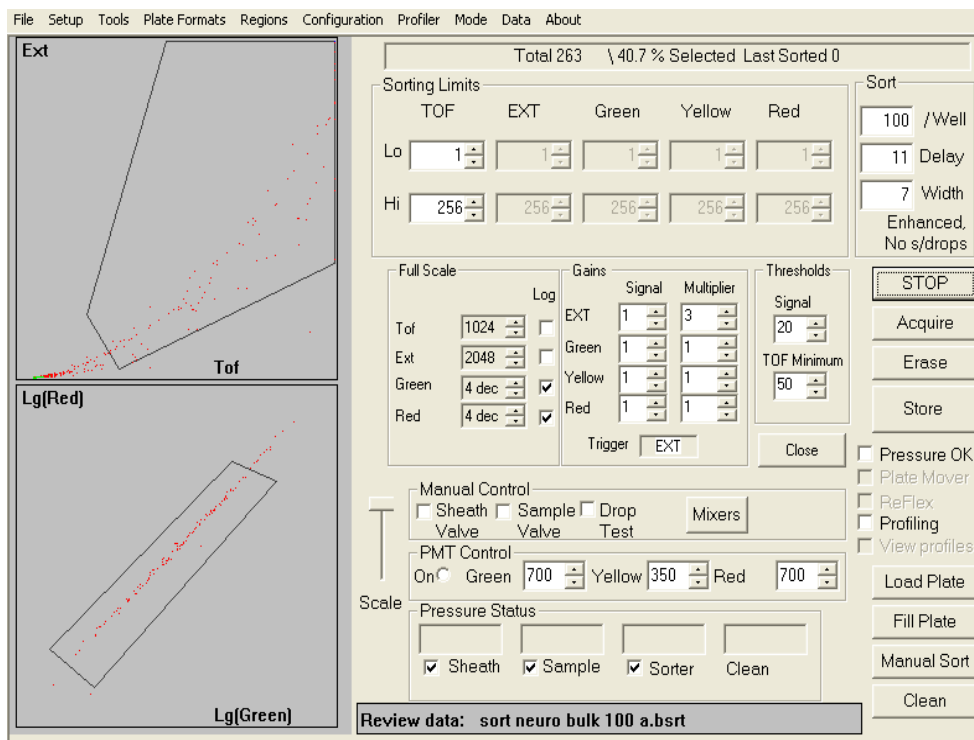 File Setup Tools Plate Formats Regions Configuration Profiler Mode Data About
Ext
Tof
Lg(Red)
Lg(Green)
Total 263 \ 40.7 % Selected Last Sorted 0
Sorting Limits
TOF EXT Green Yellow Red
Lo 1 1 1 1 1
Hi 256 256 256 256 256
Sort
100 / Well
11 Delay
7 Width
Enhanced,
No s/drops
Full Scale
Log
Tof 1024
Ext 2048
Green 4 dec
Red 4 dec
Gains
Signal Multiplier
EXT 1 3
Green 1 1
Yellow 1 1
Red 1 1
Trigger EXT
Thresholds
Signal
20
TOF Minimum
50
Close
STOP
Acquire
Erase
Store
Pressure OK
Plate Mover
ReFlex
Profiling
View profiles
Load Plate
Fill Plate
Manual Sort
Clean
Scale
Manual Control
Sheath Sample Drop
Valve Valve Test
Mixers
PMT Control
On Green 700 Yellow 350 Red 700
Pressure Status
Sheath Sample Sorter Clean
Review data: sort neuro bulk 100 a.bsrt